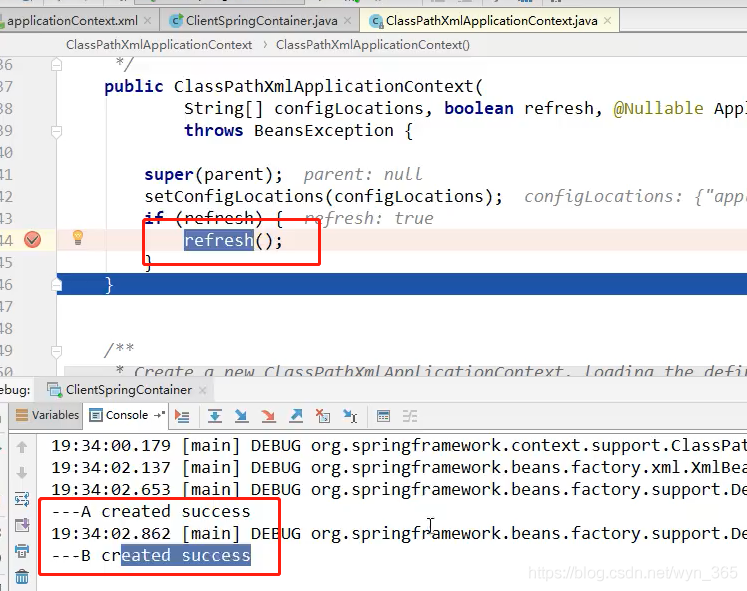 applicationContext.xml × ClientSpringContainer.java × ClassPathXmlApplicationContext.java ×
ClassPathXmlApplicationContext › ClassPathXmlApplicationContext()
36 */
37 public ClassPathXmlApplicationContext(
38 String[] configLocations, boolean refresh, @Nullable Appl
39 throws BeansException {
40
41 super(parent); parent: null
42 setConfigLocations(configLocations); configLocations: {"appl
43 if (refresh) { refresh: true
44 refresh();
45 }
46 }
47
48
49 /**
50 * Create a new ClassPathXmlApplicationContext, loading the defin
ebug: ClientSpringContainer ×
Variables Console
19:34:00.179 [main] DEBUG org.springframework.context.support.ClassPat
19:34:02.137 [main] DEBUG org.springframework.beans.factory.xml.XmlBea
19:34:02.653 [main] DEBUG org.springframework.beans.factory.support.De
---A created success
19:34:02.862 [main] DEBUG org.springframework.beans.factory.support.De
---B created success
https://blog.csdn.net/wyn_365